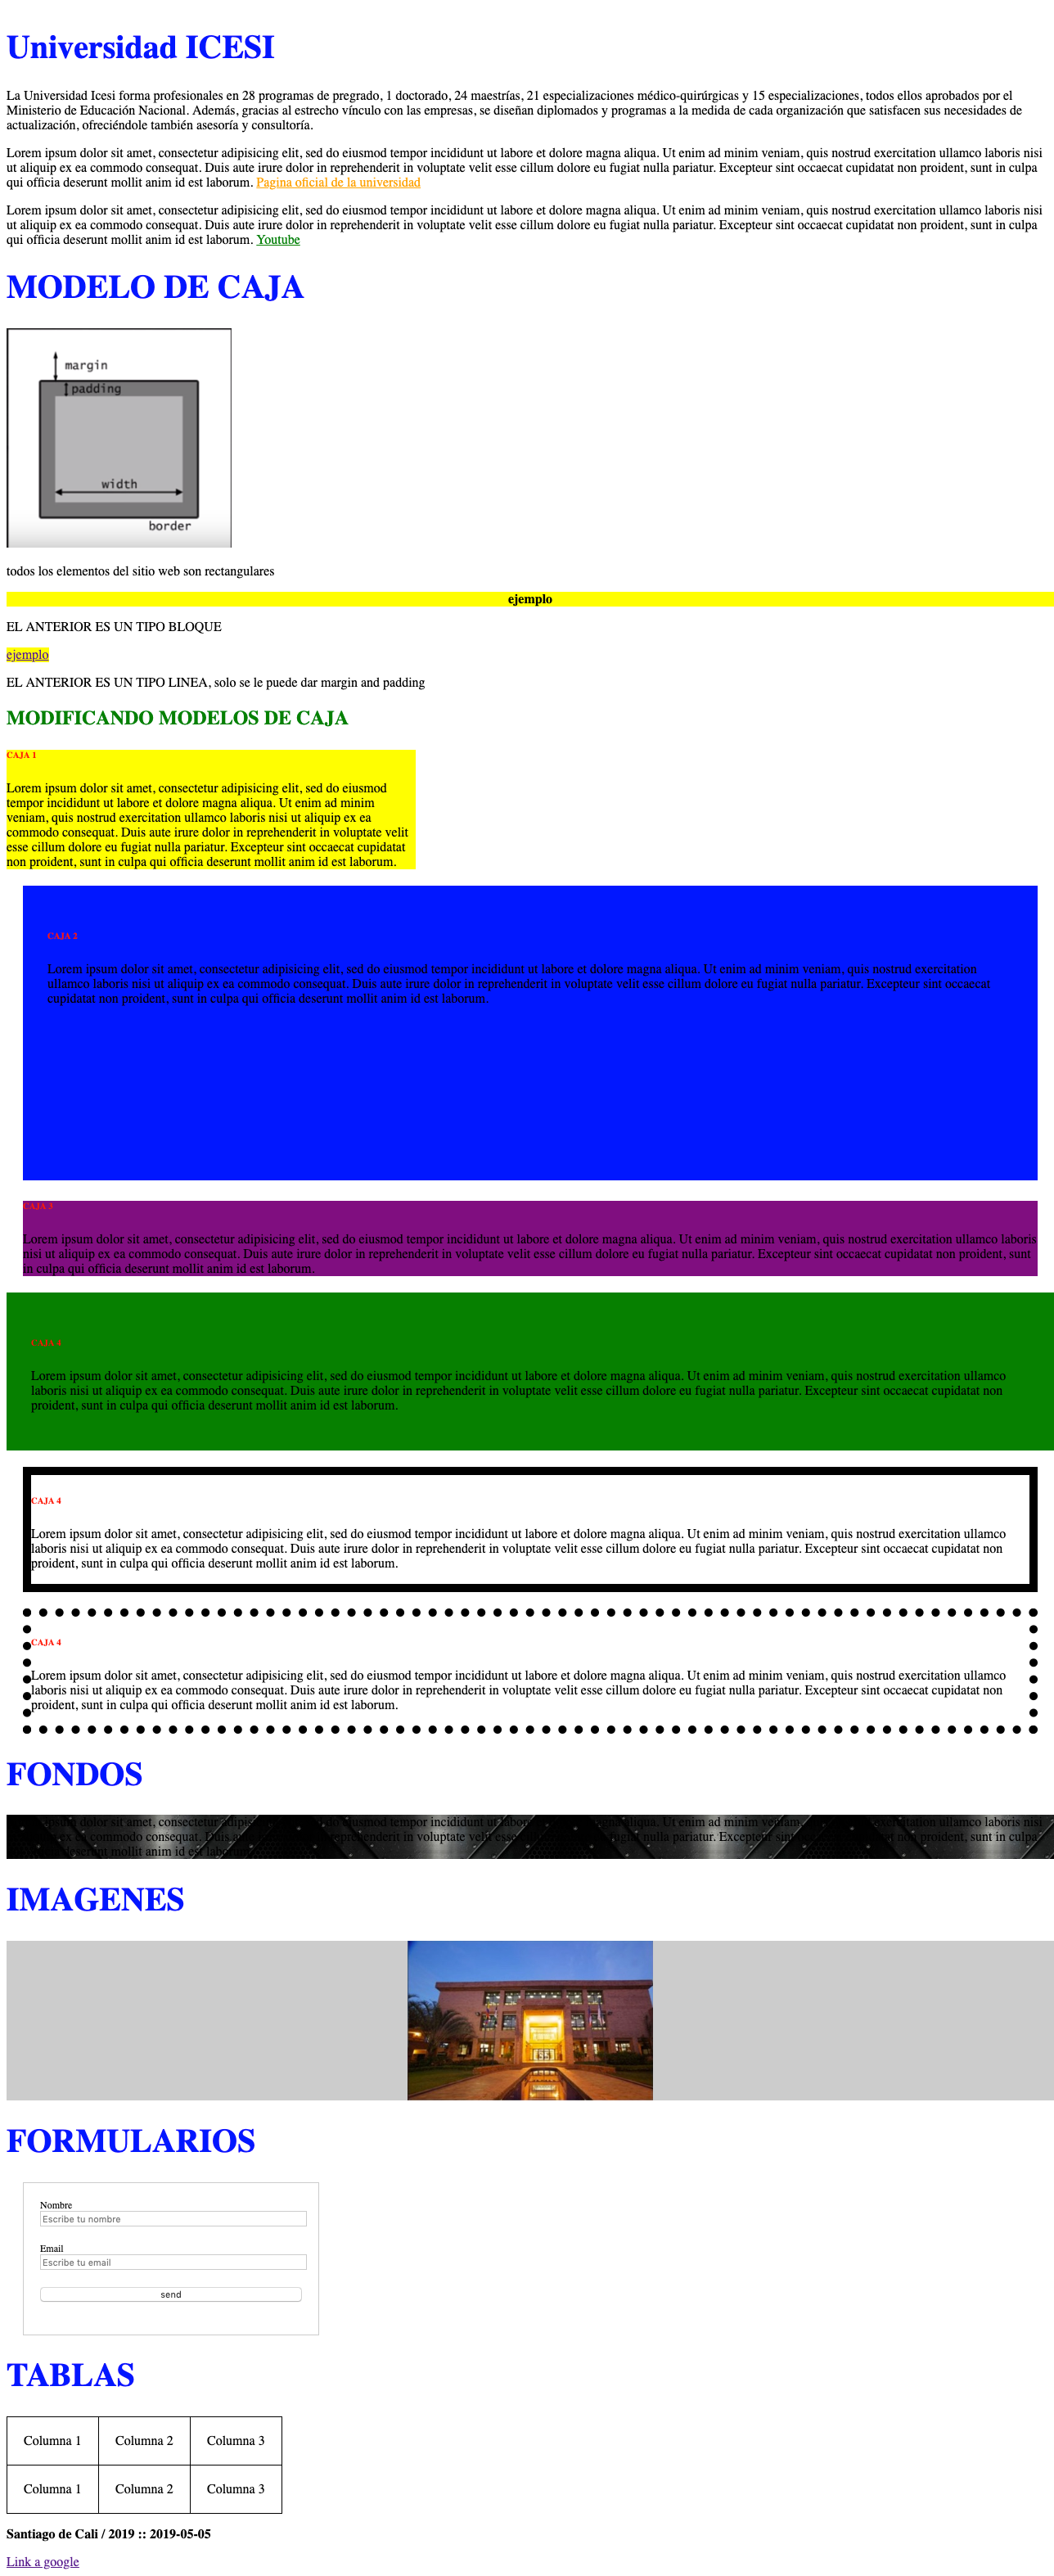 Universidad ICESI
La Universidad Icesi forma profesionales en 28 programas de pregrado, 1 doctorado, 24 maestrías, 21 especializaciones médico-quirúrgicas y 15 especializaciones, todos ellos aprobados por el
Ministerio de Educación Nacional. Además, gracias al estrecho vínculo con las empresas, se diseñan diplomados y programas a la medida de cada organización que satisfacen sus necesidades de
actualización, ofreciéndole también asesoría y consultoría.
Lorem ipsum dolor sit amet, consectetur adipisicing elit, sed do eiusmod tempor incididunt ut labore et dolore magna aliqua. Ut enim ad minim veniam, quis nostrud exercitation ullamco laboris nisi
ut aliquip ex ea commodo consequat. Duis aute irure dolor in reprehenderit in voluptate velit esse cillum dolore eu fugiat nulla pariatur. Excepteur sint occaecat cupidatat non proident, sunt in culpa
qui officia deserunt mollit anim id est laborum. Pagina oficial de la universidad
Lorem ipsum dolor sit amet, consectetur adipisicing elit, sed do eiusmod tempor incididunt ut labore et dolore magna aliqua. Ut enim ad minim veniam, quis nostrud exercitation ullamco laboris nisi
ut aliquip ex ea commodo consequat. Duis aute irure dolor in reprehenderit in voluptate velit esse cillum dolore eu fugiat nulla pariatur. Excepteur sint occaecat cupidatat non proident, sunt in culpa
qui officia deserunt mollit anim id est laborum. Youtube
MODELO DE CAJA
margin
padding
width
border
todos los elementos del sitio web son rectangulares
ejemplo
EL ANTERIOR ES UN TIPO BLOQUE
ejemplo
EL ANTERIOR ES UN TIPO LINEA, solo se le puede dar margin and padding
MODIFICANDO MODELOS DE CAJA
CAJA 1
Lorem ipsum dolor sit amet, consectetur adipisicing elit, sed do eiusmod
tempor incididunt ut labore et dolore magna aliqua. Ut enim ad minim
veniam, quis nostrud exercitation ullamco laboris nisi ut aliquip ex ea
commodo consequat. Duis aute irure dolor in reprehenderit in voluptate velit
esse cillum dolore eu fugiat nulla pariatur. Excepteur sint occaecat cupidatat
non proident, sunt in culpa qui officia deserunt mollit anim id est laborum.
CAJA 2
Lorem ipsum dolor sit amet, consectetur adipisicing elit, sed do eiusmod tempor incididunt ut labore et dolore magna aliqua. Ut enim ad minim veniam, quis nostrud exercitation
ullamco laboris nisi ut aliquip ex ea commodo consequat. Duis aute irure dolor in reprehenderit in voluptate velit esse cillum dolore eu fugiat nulla pariatur. Excepteur sint occaecat
cupidatat non proident, sunt in culpa qui officia deserunt mollit anim id est laborum.
CAJA 3
Lorem ipsum dolor sit amet, consectetur adipisicing elit, sed do eiusmod tempor incididunt ut labore et dolore magna aliqua. Ut enim ad minim veniam, quis nostrud exercitation ullamco laboris
nisi ut aliquip ex ea commodo consequat. Duis aute irure dolor in reprehenderit in voluptate velit esse cillum dolore eu fugiat nulla pariatur. Excepteur sint occaecat cupidatat non proident, sunt
in culpa qui officia deserunt mollit anim id est laborum.
CAJA 4
Lorem ipsum dolor sit amet, consectetur adipisicing elit, sed do eiusmod tempor incididunt ut labore et dolore magna aliqua. Ut enim ad minim veniam, quis nostrud exercitation ullamco
laboris nisi ut aliquip ex ea commodo consequat. Duis aute irure dolor in reprehenderit in voluptate velit esse cillum dolore eu fugiat nulla pariatur. Excepteur sint occaecat cupidatat non
proident, sunt in culpa qui officia deserunt mollit anim id est laborum.
CAJA 4
Lorem ipsum dolor sit amet, consectetur adipisicing elit, sed do eiusmod tempor incididunt ut labore et dolore magna aliqua. Ut enim ad minim veniam, quis nostrud exercitation ullamco
laboris nisi ut aliquip ex ea commodo consequat. Duis aute irure dolor in reprehenderit in voluptate velit esse cillum dolore eu fugiat nulla pariatur. Excepteur sint occaecat cupidatat non
proident, sunt in culpa qui officia deserunt mollit anim id est laborum.
CAJA 4
Lorem ipsum dolor sit amet, consectetur adipisicing elit, sed do eiusmod tempor incididunt ut labore et dolore magna aliqua. Ut enim ad minim veniam, quis nostrud exercitation ullamco
laboris nisi ut aliquip ex ea commodo consequat. Duis aute irure dolor in reprehenderit in voluptate velit esse cillum dolore eu fugiat nulla pariatur. Excepteur sint occaecat cupidatat non
proident, sunt in culpa qui officia deserunt mollit anim id est laborum.
FONDOS
dolor sit amet, consectetur do eiusmod tempor incididunt ut dolore magna aliqua. Ut enim ad minim exercitation ullamco laboris nisi
ex ea commodo consequat. Duis in voluptate velit esse fugiat nulla pariatur. Excepteur non proident, sunt in culpa
mollit anim id est
IMAGENES
FORMULARIOS
Nombre
Escribe tu nombre
Email
Escribe tu email
send
TABLAS
Columna 1 Columna 2 Columna 3
Columna 1 Columna 2 Columna 3
Santiago de Cali / 2019 :: 2019-05-05
Link a google